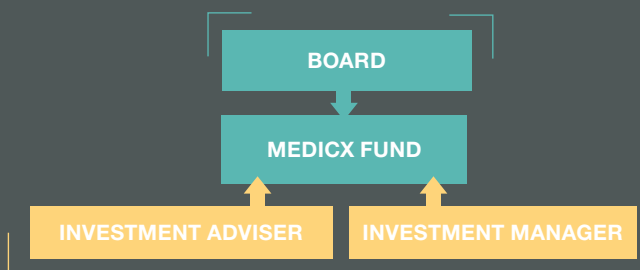 BOARD
MEDICX FUND
INVESTMENT ADVISER
INVESTMENT MANAGER